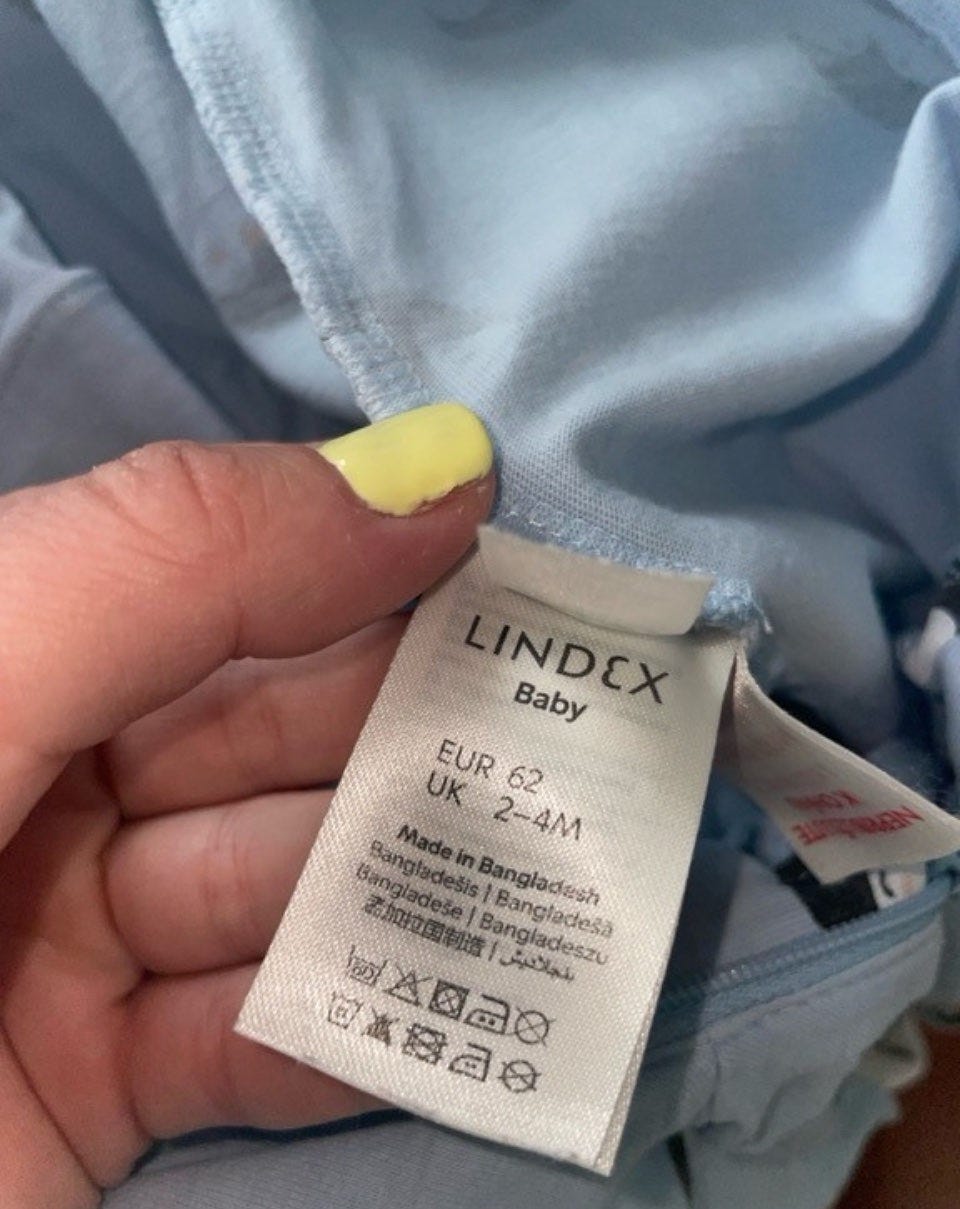 LINDEX
Baby
EUR 62
UK 2-4M
Made in Bangladesh
Bangladešis | Bangladešā
Bangladeše | Bangladeszu
孟加拉国制造 |
60